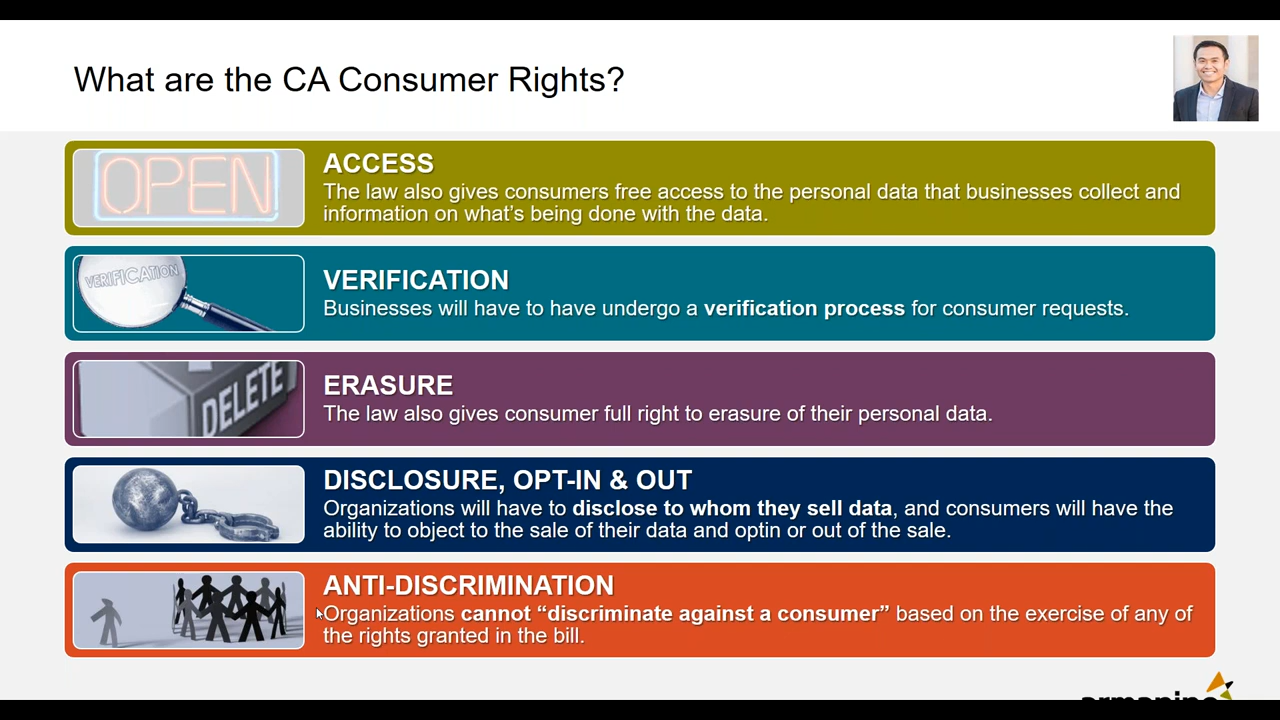 What are the CA Consumer Rights?
OPEN
ACCESS
The law also gives consumers free access to the personal data that businesses collect and
information on what’s being done with the data.
VERIFICATION
VERIFICATION
Businesses will have to have undergo a verification process for consumer requests.
DELETE
ERASURE
The law also gives consumer full right to erasure of their personal data.
DISCLOSURE, OPT-IN & OUT
Organizations will have to disclose to whom they sell data, and consumers will have the
ability to object to the sale of their data and optin or out of the sale.
ANTI-DISCRIMINATION
Organizations cannot “discriminate against a consumer” based on the exercise of any of
the rights granted in the bill.